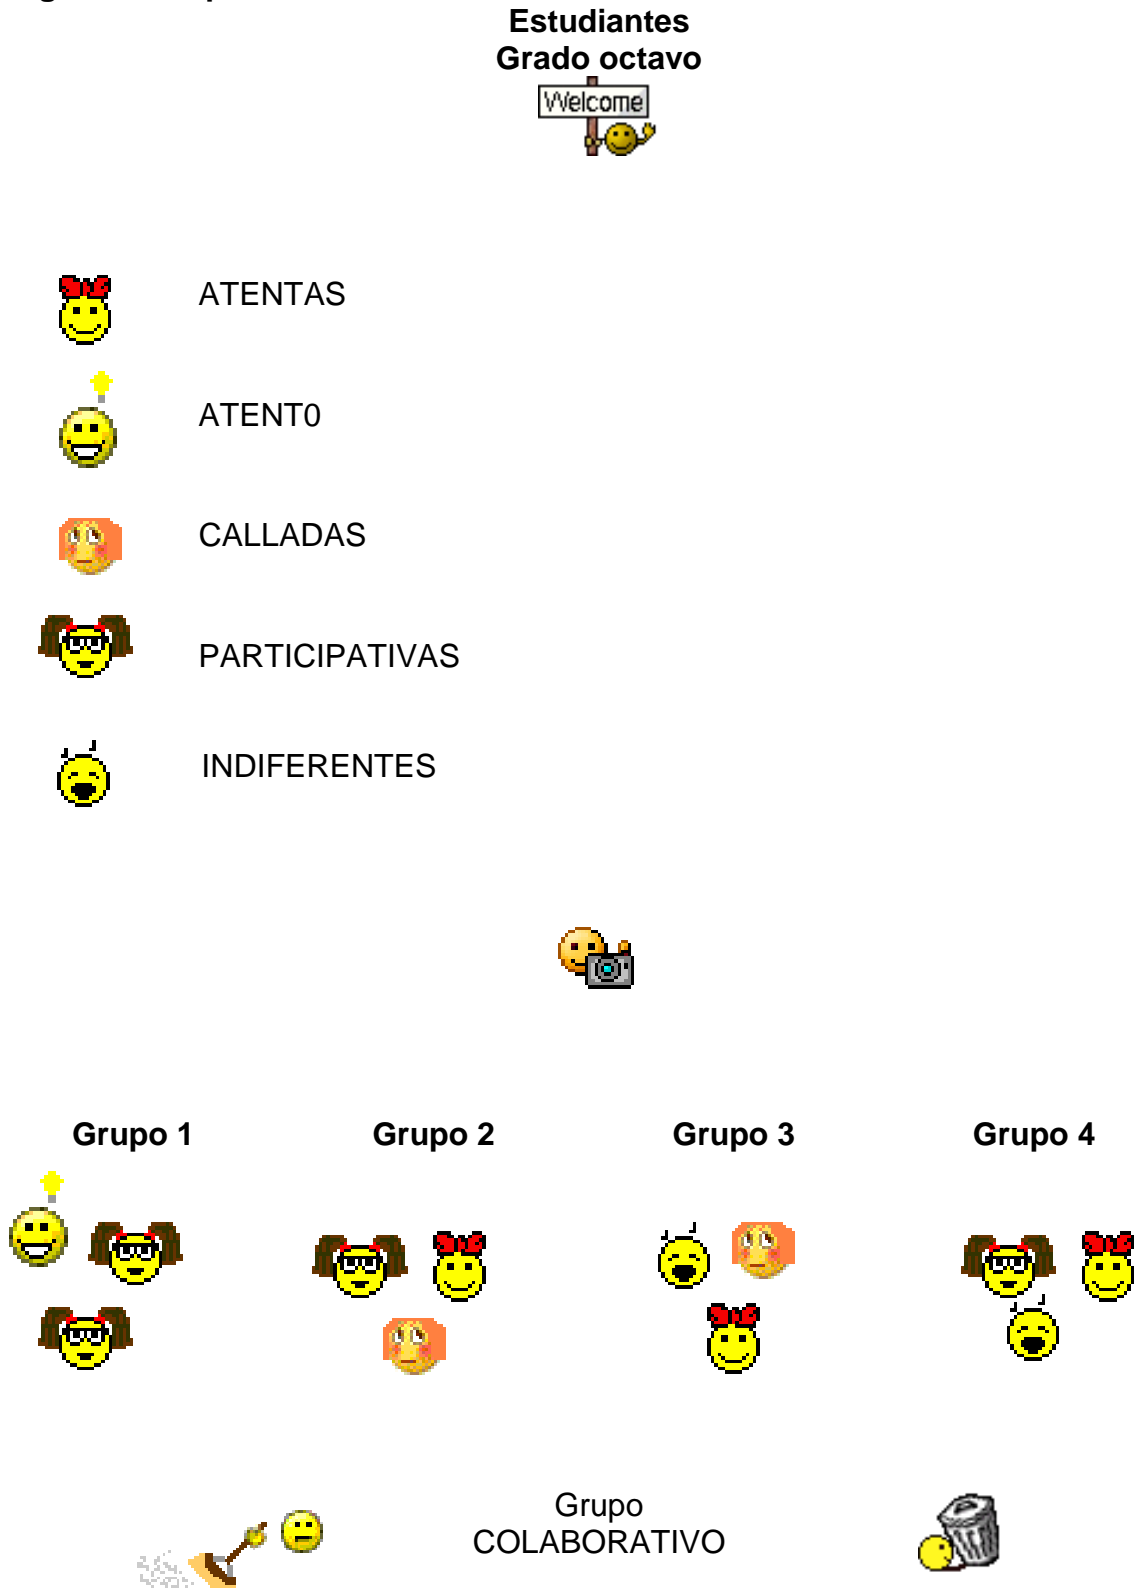 Estudiantes
Grado octavo
Welcome
ATENTAS
ATENT0
CALLADAS
PARTICIPATIVAS
INDIFERENTES
Grupo 1 Grupo 2 Grupo 3 Grupo 4
Grupo
COLABORATIVO